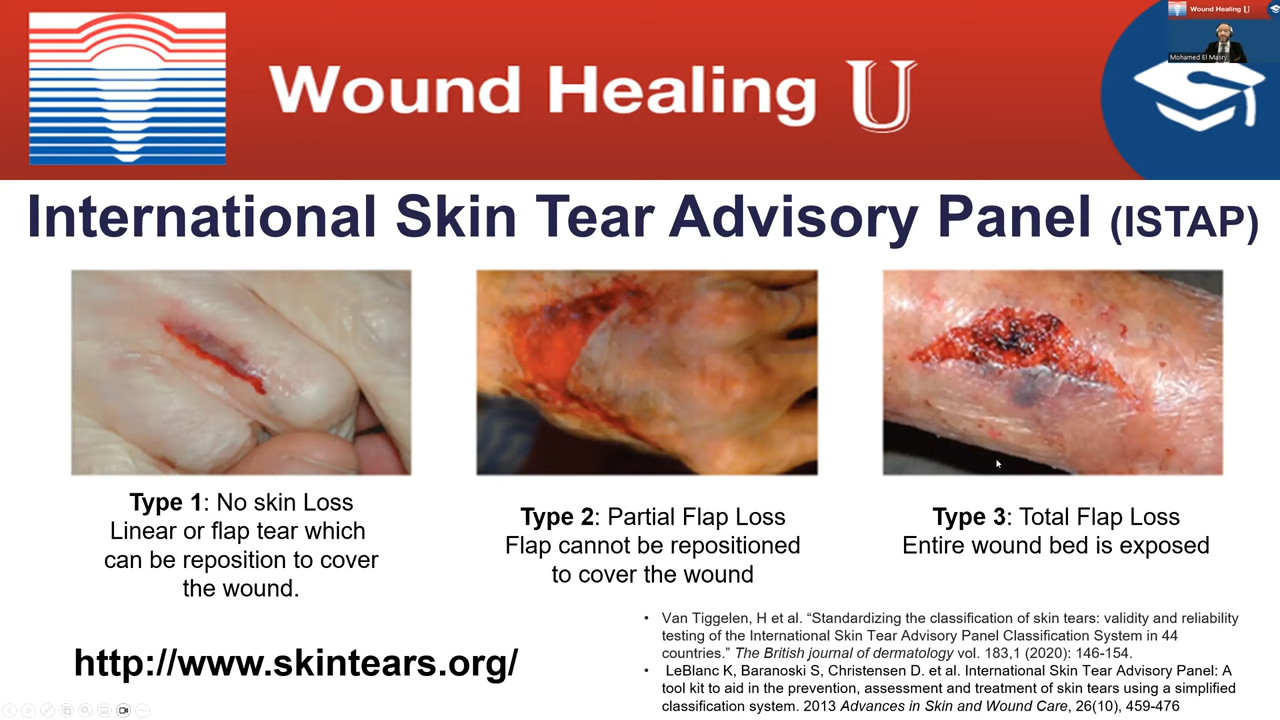 Wound Healing U
Wound Healing U
Mohamed El Masry
International Skin Tear Advisory Panel (ISTAP)
Type 1: No skin Loss
Linear or flap tear which
can be reposition to cover
the wound.
Type 2: Partial Flap Loss
Flap cannot be repositioned
to cover the wound
Type 3: Total Flap Loss
Entire wound bed is exposed
http://www.skintears.org/
• Van Tiggelen, H et al. “Standardizing the classification of skin tears: validity and reliability
testing of the International Skin Tear Advisory Panel Classification System in 44
countries.” The British journal of dermatology vol. 183,1 (2020): 146-154.
• LeBlanc K, Baranoski S, Christensen D. et al. International Skin Tear Advisory Panel: A
tool kit to aid in the prevention, assessment and treatment of skin tears using a simplified
classification system. 2013 Advances in Skin and Wound Care, 26(10), 459-476